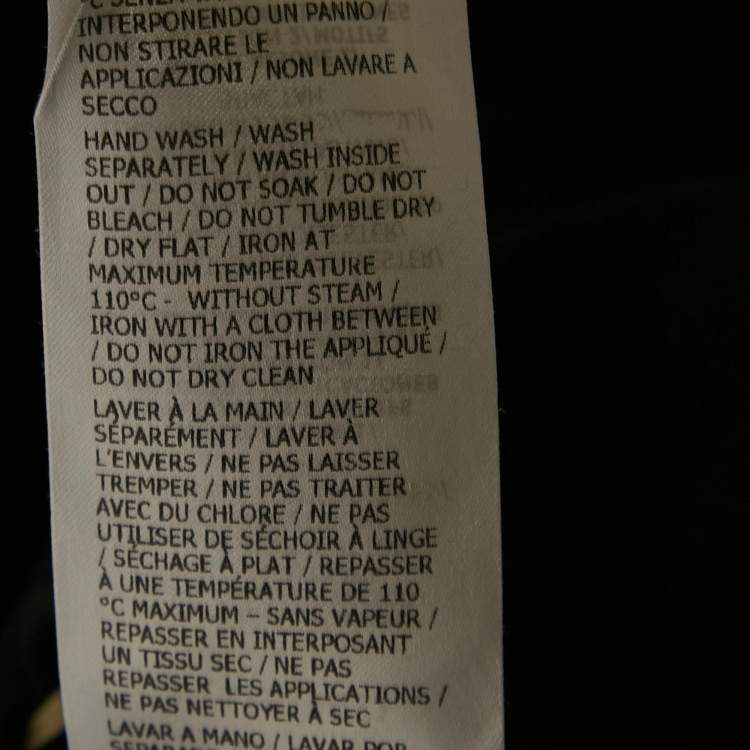 °C SENZA
INTERPONENDO UN PANNO /
NON STIRARE LE
APPLICAZIONI / NON LAVARE A
SECCO
HAND WASH / WASH
SEPARATELY / WASH INSIDE
OUT / DO NOT SOAK / DO NOT
BLEACH / DO NOT TUMBLE DRY
/ DRY FLAT / IRON AT
MAXIMUM TEMPERATURE
110°C - WITHOUT STEAM /
IRON WITH A CLOTH BETWEEN
/ DO NOT IRON THE APPLIQUÉ /
DO NOT DRY CLEAN
LAVER À LA MAIN / LAVER
SÉPARÉMENT / LAVER À
L'ENVERS / NE PAS LAISSER
TREMPER / NE PAS TRAITER
AVEC DU CHLORE / NE PAS
UTILISER DE SÉCHOIR À LINGE
/ SÉCHAGE À PLAT / REPASSER
À UNE TEMPÉRATURE DE 110
°C MAXIMUM – SANS VAPEUR /
REPASSER EN INTERPOSANT
UN TISSU SEC / NE PAS
REPASSER LES APPLICATIONS /
NE PAS NETTOYER À SEC
LAVAR A MANO / LAVAR POR